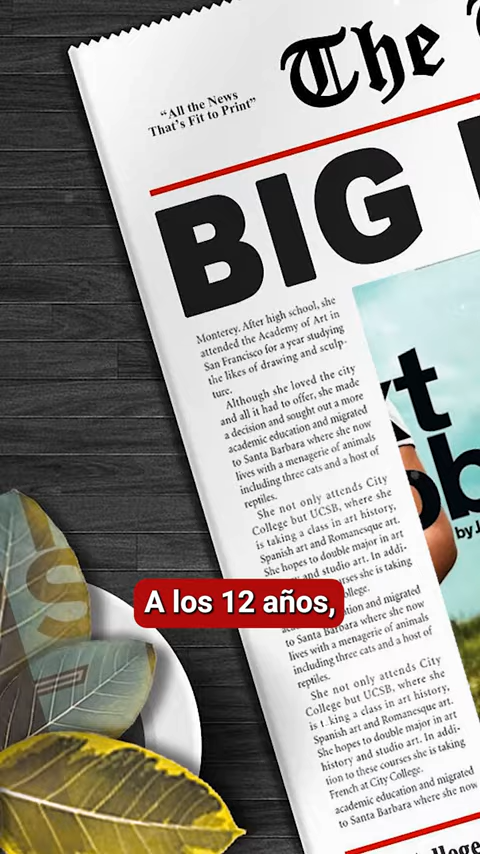 The
"All the News
That's Fit to Print"
BIG
Monterey. After high school, she
attended the Academy of Art in
San Francisco for a year studying
the likes of drawing and sculp-
ture.
Although she loved the city
and all it had to offer, she made
a decision and sought out a more
academic education and migrated
to Santa Barbara where she now
lives with a menagerie of animals
including three cats and a host of
reptiles.
She not only attends City
College but UCSB, where she
is taking a class in art history,
Spanish art and Romanesque art.
She hopes to double major in art
and studio art. In addi-
she is taking
A los 12 años,
and migrated
to Santa Barbara where she now
lives with a menagerie of animals
including three cats and a host of
reptiles.
She not only attends City
College but UCSB, where she
is t king a class in art history,
Spanish art and Romanesque art.
She hopes to double major in art
history and studio art. In addi-
tion to these courses she is taking
French at City College.
academic education and migrated
to Santa Barbara where she now
by